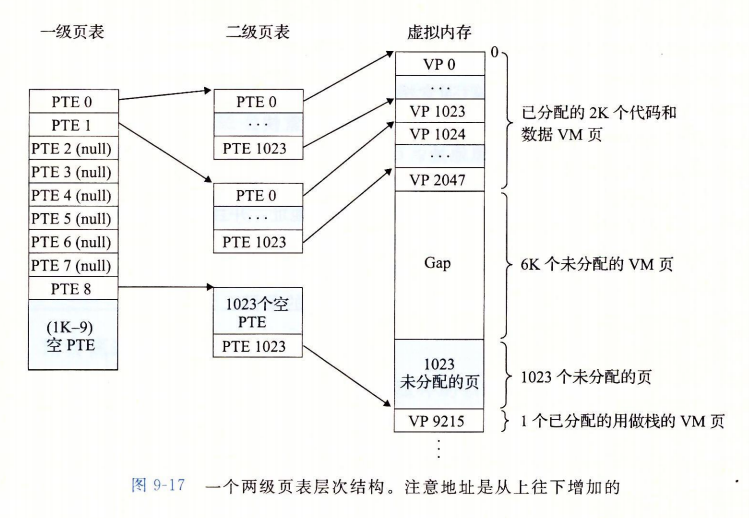 一级页表
二级页表
虚拟内存
PTE 0
PTE 1
PTE 2 (null)
PTE 3 (null)
PTE 4 (null)
PTE 5 (null)
PTE 6 (null)
PTE 7 (null)
PTE 8
(1K–9)
空 PTE
PTE 0
···
PTE 1023
PTE 0
···
PTE 1023
1023个空
PTE
PTE 1023
0
VP 0
···
VP 1023
VP 1024
···
VP 2047
Gap
1023
未分配的页
VP 9215
已分配的 2K 个代码和
数据 VM 页
6K 个未分配的 VM 页
1023 个未分配的页
1 个已分配的用做栈的 VM 页
图 9-17 一个两级页表层次结构。注意地址是从上往下增加的